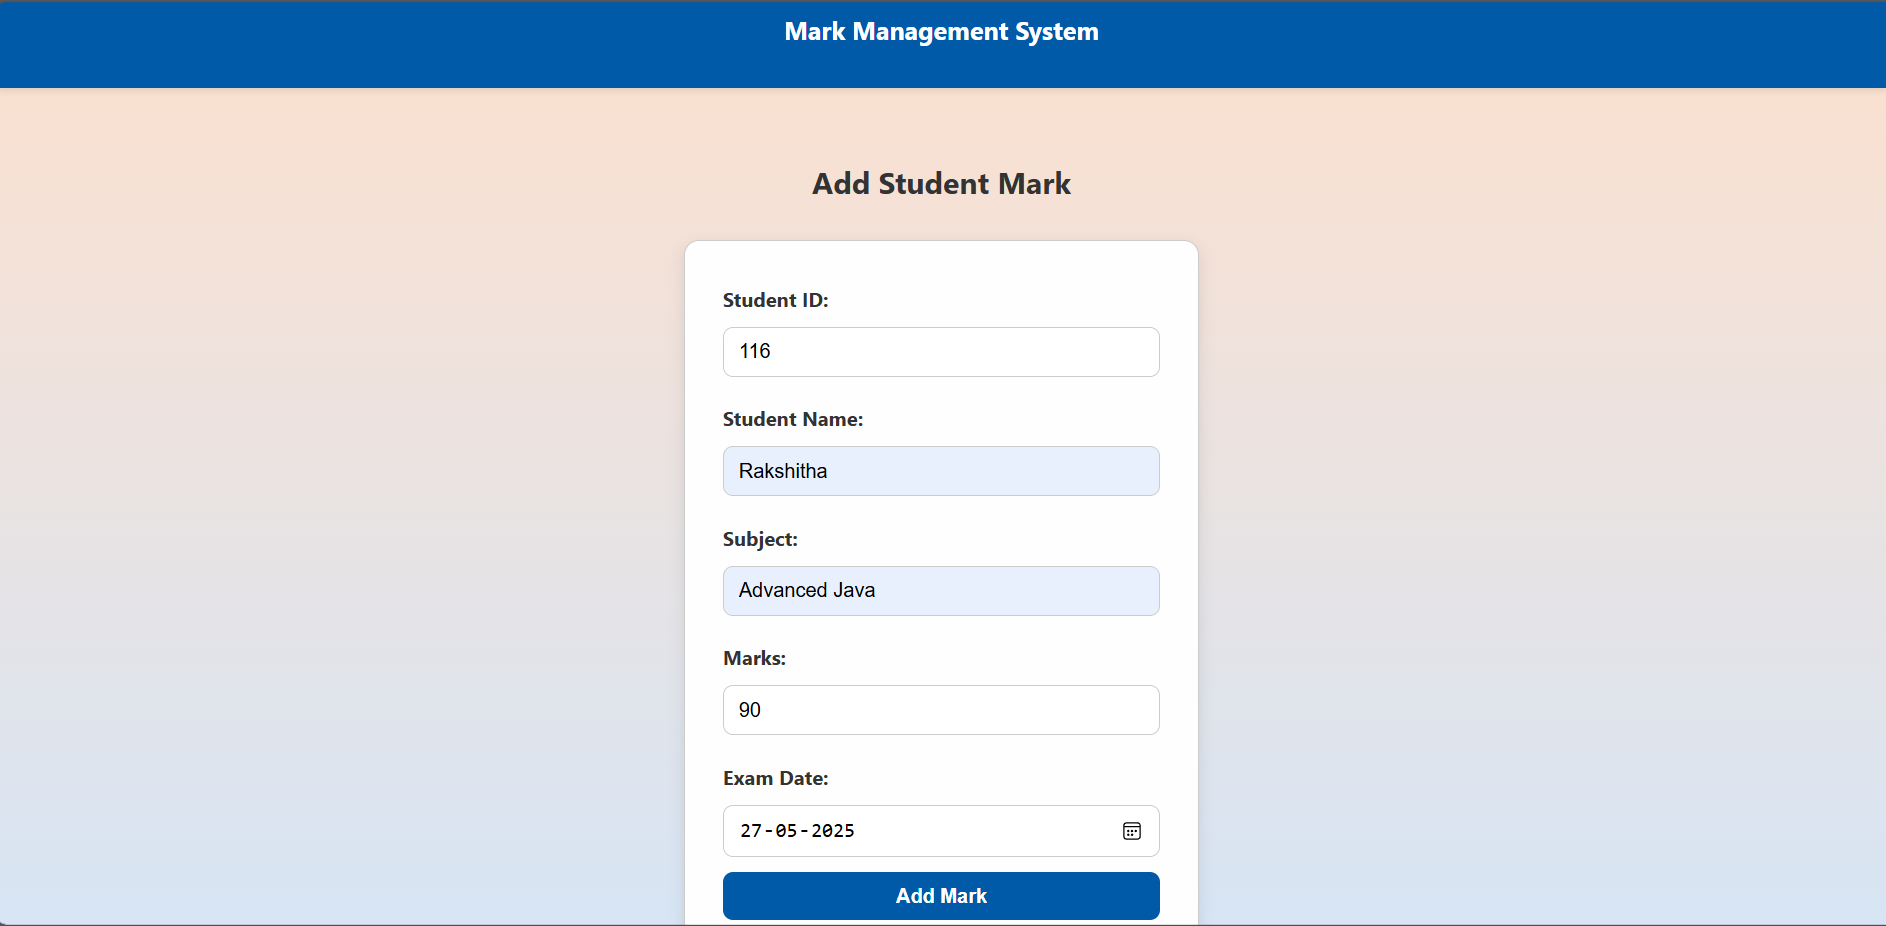 Mark Management System
Add Student Mark
Student ID:
116
Student Name:
Rakshitha
Subject:
Advanced Java
Marks:
90
Exam Date:
27-05-2025
Add Mark